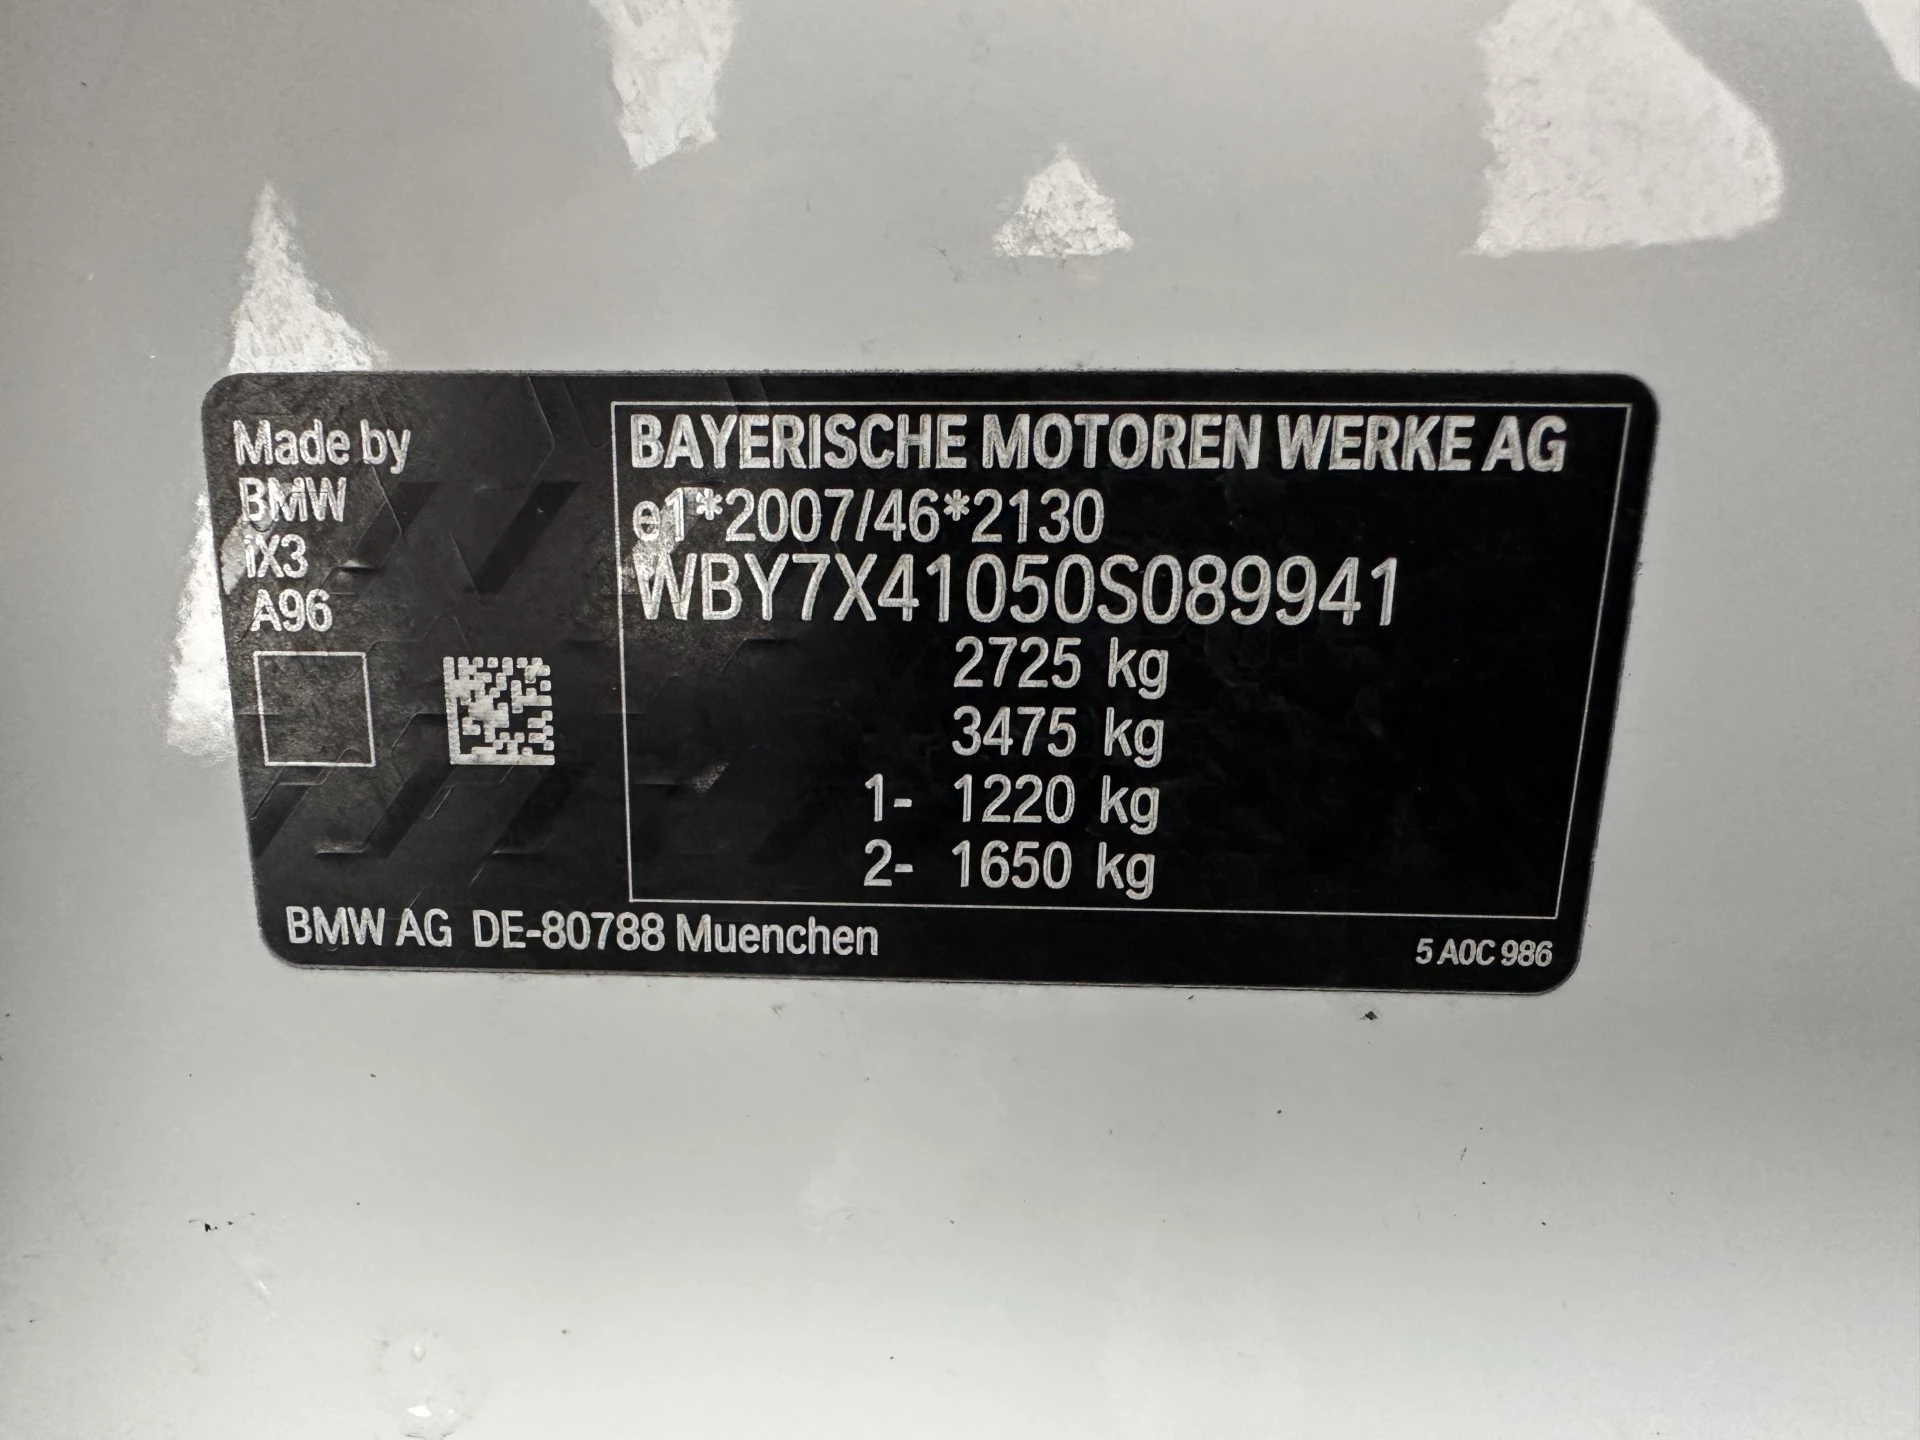 Made by
BMW
iX3
A96
BAYERISCHE MOTOREN WERKE AG
e1*2007/46*2130
WBY7X41050S089941
2725 kg
3475 kg
1- 1220 kg
2- 1650 kg
BMW AG DE-80788 Muenchen
5 A0C 986